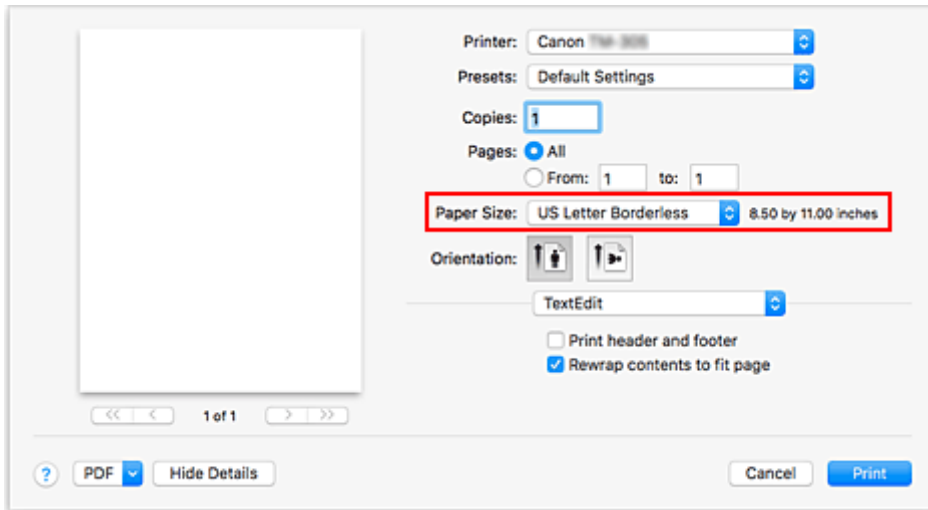 Printer: Canon
Presets: Default Settings
Copies: 1
Pages: All
From: 1 to: 1
Paper Size: US Letter Borderless 8.50 by 11.00 inches
Orientation:
TextEdit
Print header and footer
Rewrap contents to fit page
<< < 1 of 1 > >>
? PDF Hide Details Cancel Print